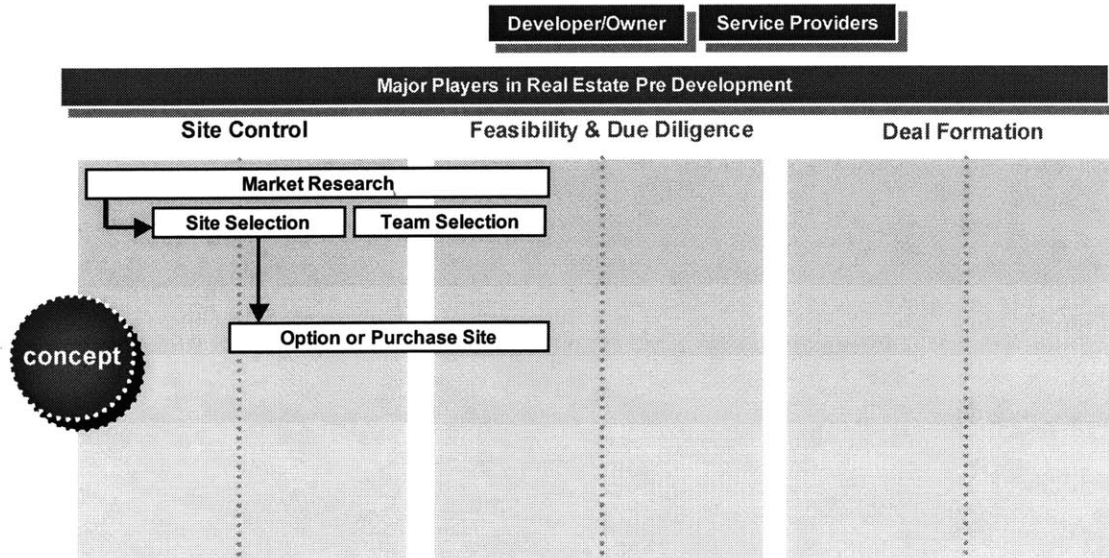 Developer/Owner
Service Providers
Major Players in Real Estate Pre Development
Site Control
Feasibility & Due Diligence
Deal Formation
Market Research
Site Selection
Team Selection
Option or Purchase Site
concept